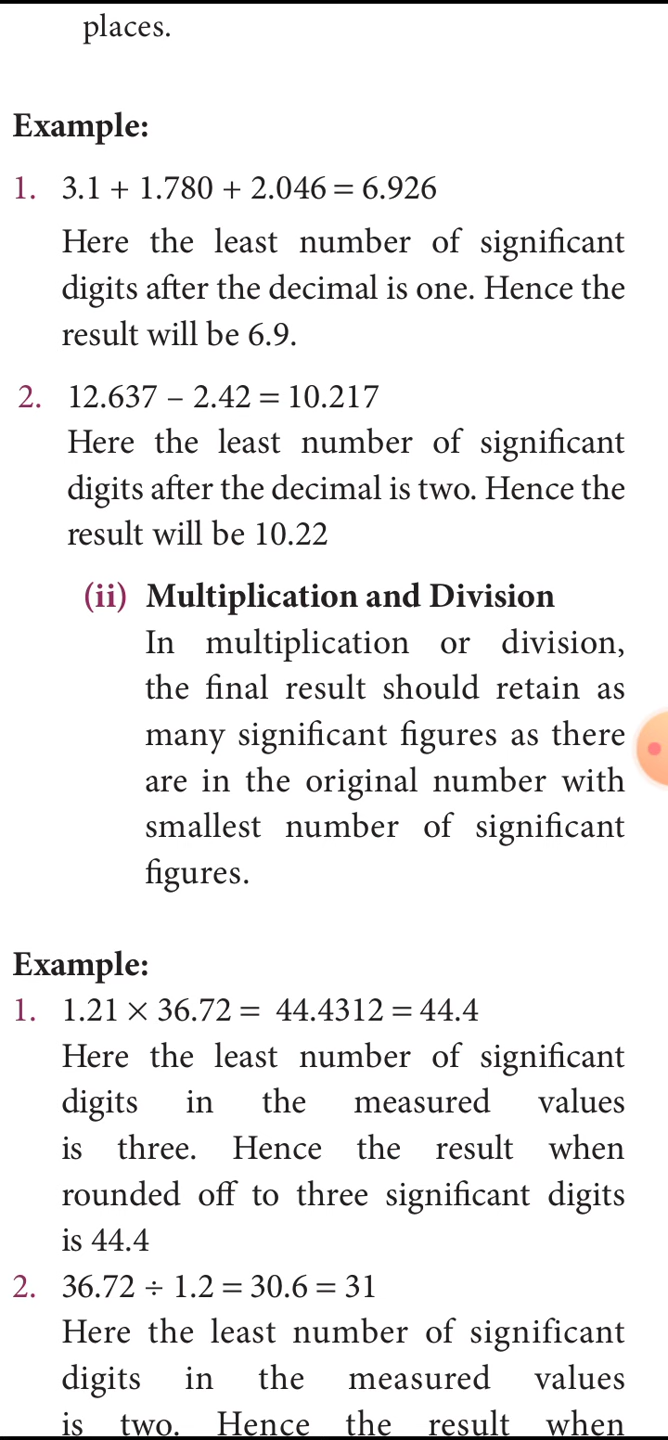 places.
Example:
1. 3.1 + 1.780 + 2.046 = 6.926
Here the least number of significant
digits after the decimal is one. Hence the
result will be 6.9.
2. 12.637 – 2.42 = 10.217
Here the least number of significant
digits after the decimal is two. Hence the
result will be 10.22
(ii) Multiplication and Division
In multiplication or division,
the final result should retain as
many significant figures as there
are in the original number with
smallest number of significant
figures.
Example:
1. 1.21 × 36.72 = 44.4312 = 44.4
Here the least number of significant
digits in the measured values
is three. Hence the result when
rounded off to three significant digits
is 44.4
2. 36.72 ÷ 1.2 = 30.6 = 31
Here the least number of significant
digits in the measured values
is two. Hence the result when